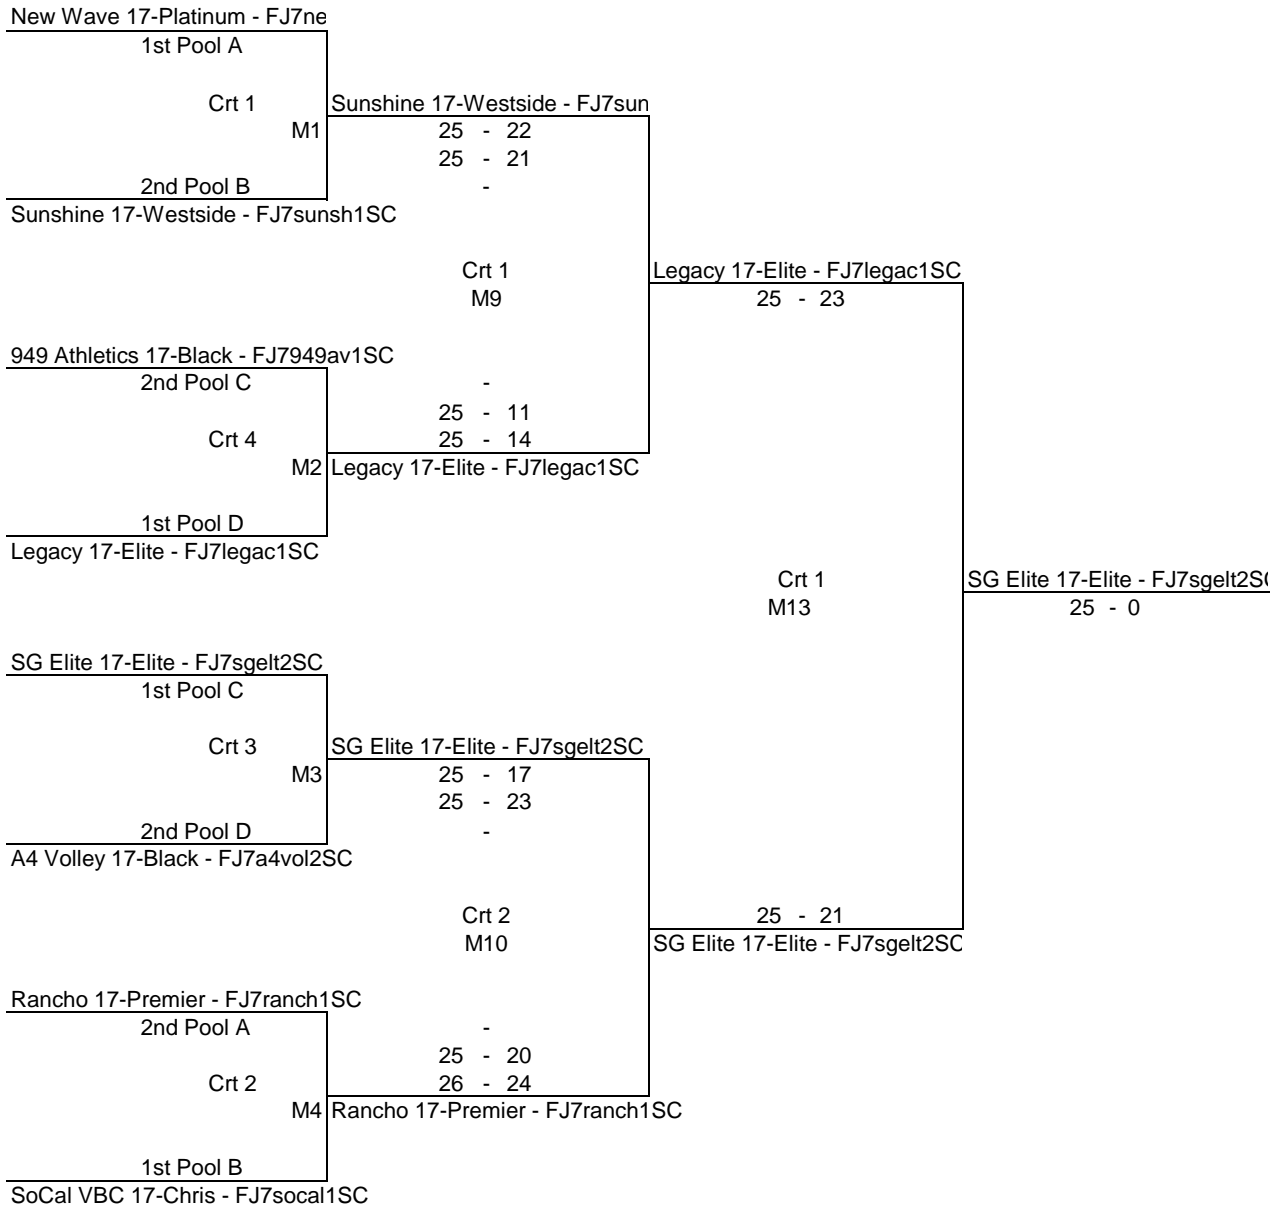 New Wave 17-Platinum - FJ7ne
1st Pool A
Crt 1 Sunshine 17-Westside - FJ7sun
M1 25 - 22
25 - 21
2nd Pool B -
Sunshine 17-Westside - FJ7sunsh1SC
Crt 1 Legacy 17-Elite - FJ7legac1SC
M9 25 - 23
949 Athletics 17-Black - FJ7949av1SC
2nd Pool C -
25 - 11
Crt 4 25 - 14
M2 Legacy 17-Elite - FJ7legac1SC
1st Pool D
Legacy 17-Elite - FJ7legac1SC
Crt 1 SG Elite 17-Elite - FJ7sgelt2S(
M13 25 - 0
SG Elite 17-Elite - FJ7sgelt2SC
1st Pool C
Crt 3 SG Elite 17-Elite - FJ7sgelt2SC
M3 25 - 17
25 - 23
2nd Pool D -
A4 Volley 17-Black - FJ7a4vol2SC
Crt 2 25 - 21
M10 SG Elite 17-Elite - FJ7sgelt2SC
Rancho 17-Premier - FJ7ranch1SC
2nd Pool A -
25 - 20
Crt 2 26 - 24
M4 Rancho 17-Premier - FJ7ranch1SC
1st Pool B
SoCal VBC 17-Chris - FJ7socal1SC